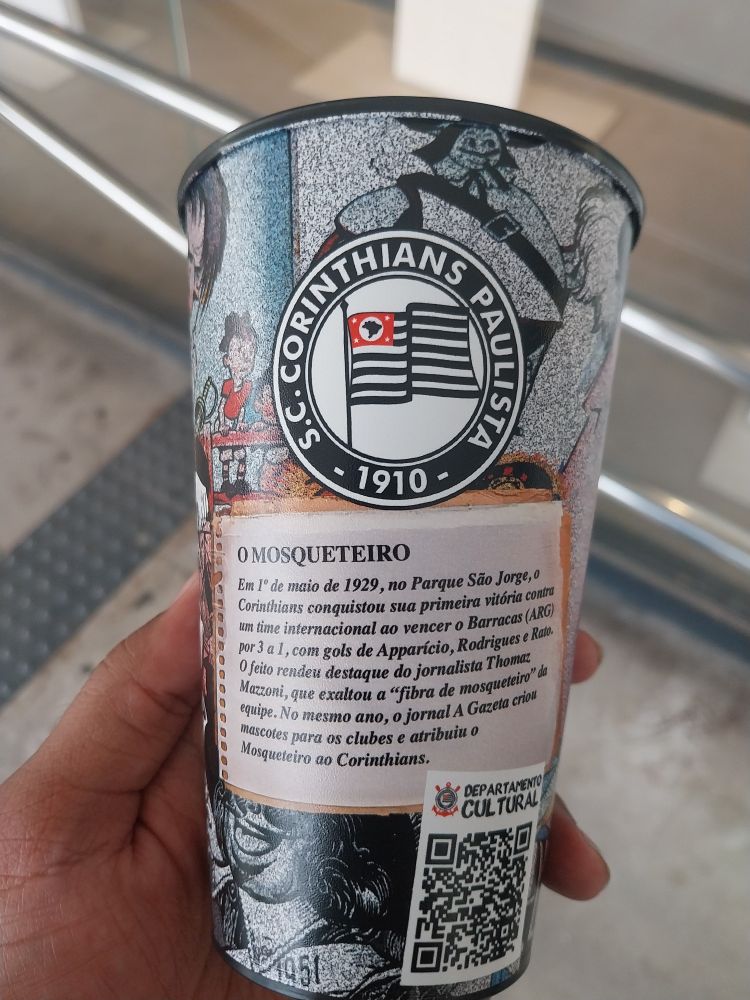 S.C. CORINTHIANS PAULISTA
- 1910 -
O MOSQUETEIRO
Em 1º de maio de 1929, no Parque São Jorge, o
Corinthians conquistou sua primeira vitória contra
um time internacional ao vencer o Barracas (ARG)
por 3 a 1, com gols de Apparício, Rodrigues e Rato.
O feito rendeu destaque do jornalista Thomaz
Mazzoni, que exaltou a “fibra de mosqueteiro” da
equipe. No mesmo ano, o jornal A Gazeta criou
mascotes para os clubes e atribuiu o
Mosqueteiro ao Corinthians.
DEPARTAMENTO
CULTURAL